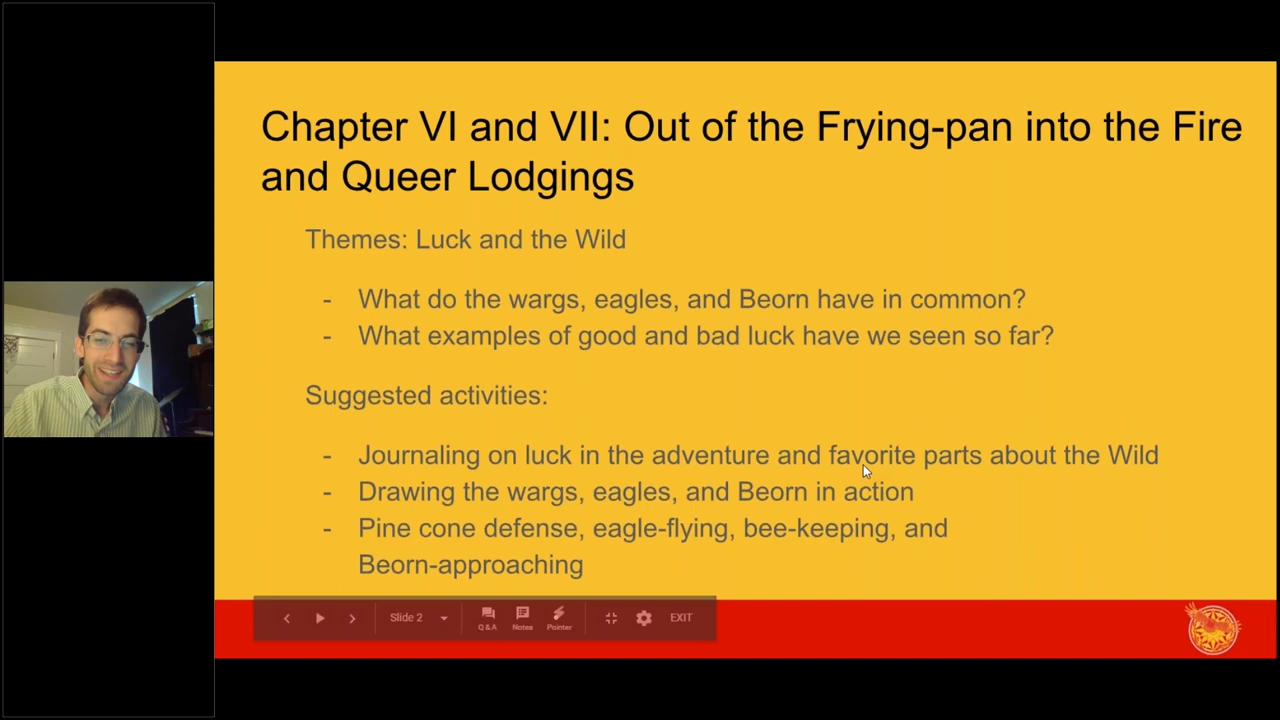 Chapter VI and VII: Out of the Frying-pan into the Fire
and Queer Lodgings
Themes: Luck and the Wild
- What do the wargs, eagles, and Beorn have in common?
- What examples of good and bad luck have we seen so far?
Suggested activities:
- Journaling on luck in the adventure and favorite parts about the Wild
- Drawing the wargs, eagles, and Beorn in action
- Pine cone defense, eagle-flying, bee-keeping, and
Beorn-approaching
Slide 2
Q & A
Notes
Pointer
EXIT